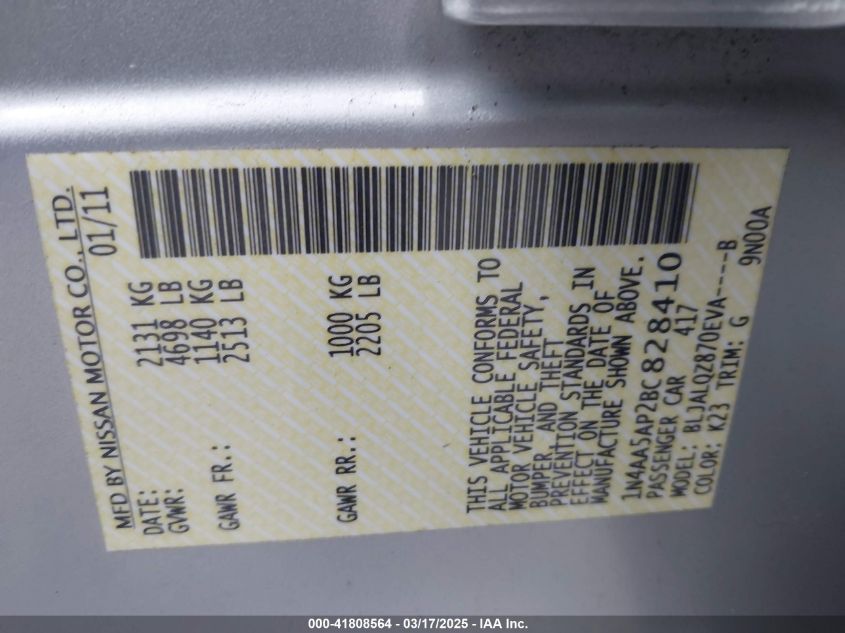 MFD BY NISSAN MOTOR CO., LTD.
DATE: 01/11
GVWR: 2131 KG
4698 LB
GAWR FR.: 1140 KG
2513 LB
GAWR RR.: 1000 KG
2205 LB
THIS VEHICLE CONFORMS TO
ALL APPLICABLE FEDERAL
MOTOR VEHICLE SAFETY,
BUMPER, AND THEFT
PREVENTION STANDARDS IN
EFFECT ON THE DATE OF
MANUFACTURE SHOWN ABOVE.
1N4AA5AP2BC828410
PASSENGER CAR 417
MODEL: BLJALQZ870EVA----B
COLOR: K23 TRIM: G 9N00A
000-41808564 - 03/17/2025 - IAA Inc.